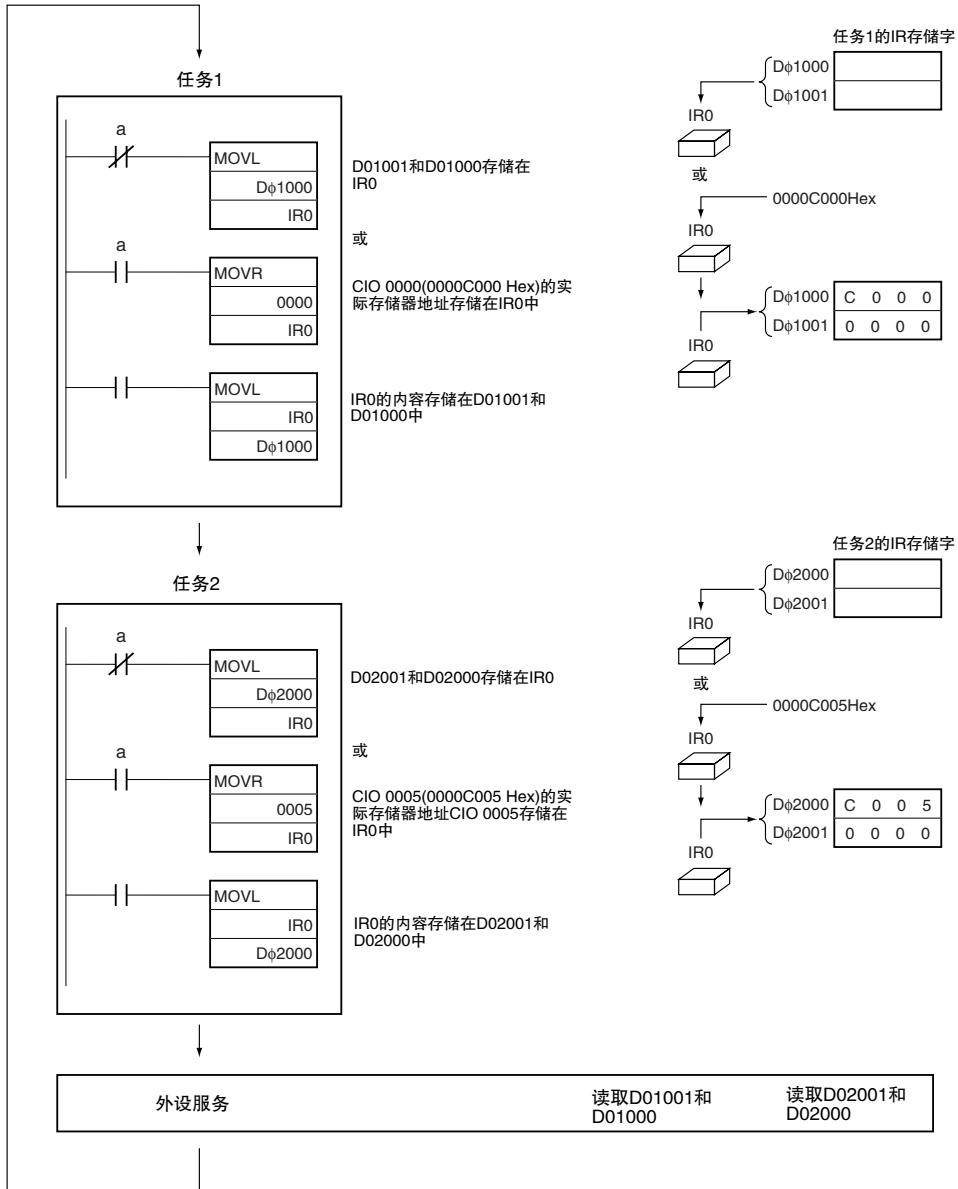 任务1的IR存储字
Dφ1000
Dφ1001
IR0
或
0000C000Hex
IR0
Dφ1000 C 0 0 0
Dφ1001 0 0 0 0
IR0
任务1
a
MOVL
Dφ1000
IR0
D01001和D01000存储在
IR0
或
a
MOVR
0000
IR0
CIO 0000(0000C000 Hex)的实
际存储器地址存储在IR0中
MOVL
IR0
Dφ1000
IR0的内容存储在D01001和
D01000中
任务2的IR存储字
Dφ2000
Dφ2001
IR0
或
0000C005Hex
IR0
Dφ2000 C 0 0 5
Dφ2001 0 0 0 0
IR0
任务2
a
MOVL
Dφ2000
IR0
D02001和D02000存储在IR0
或
a
MOVR
0005
IR0
CIO 0005(0000C005 Hex)的实
际存储器地址CIO 0005存储在
IR0中
MOVL
IR0
Dφ2000
IR0的内容存储在D02001和
D02000中
外设服务
读取D01001和
D01000
读取D02001和
D02000